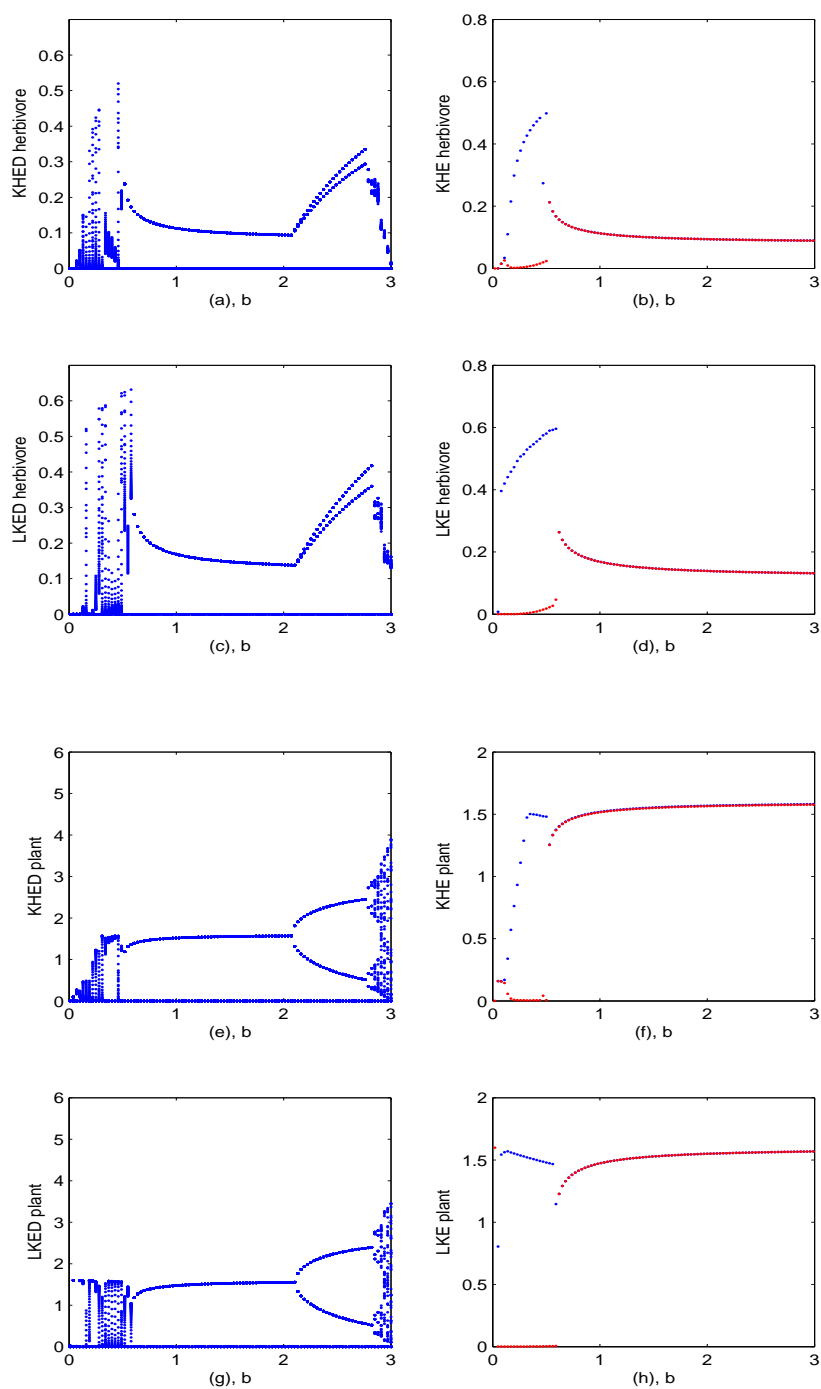 KHED herbivore
0.6
0.5
0.4
0.3
0.2
0.1
0
0 1 2 3
(a), b
KHE herbivore
0.8
0.6
0.4
0.2
0
0 1 2 3
(b), b
LKED herbivore
0.6
0.5
0.4
0.3
0.2
0.1
0
0 1 2 3
(c), b
LKE herbivore
0.8
0.6
0.4
0.2
0
0 1 2 3
(d), b
KHED plant
6
5
4
3
2
1
0
0 1 2 3
(e), b
KHE plant
2
1.5
1
0.5
0
0 1 2 3
(f), b
LKED plant
6
5
4
3
2
1
0
0 1 2 3
(g), b
LKE plant
2
1.5
1
0.5
0
0 1 2 3
(h), b